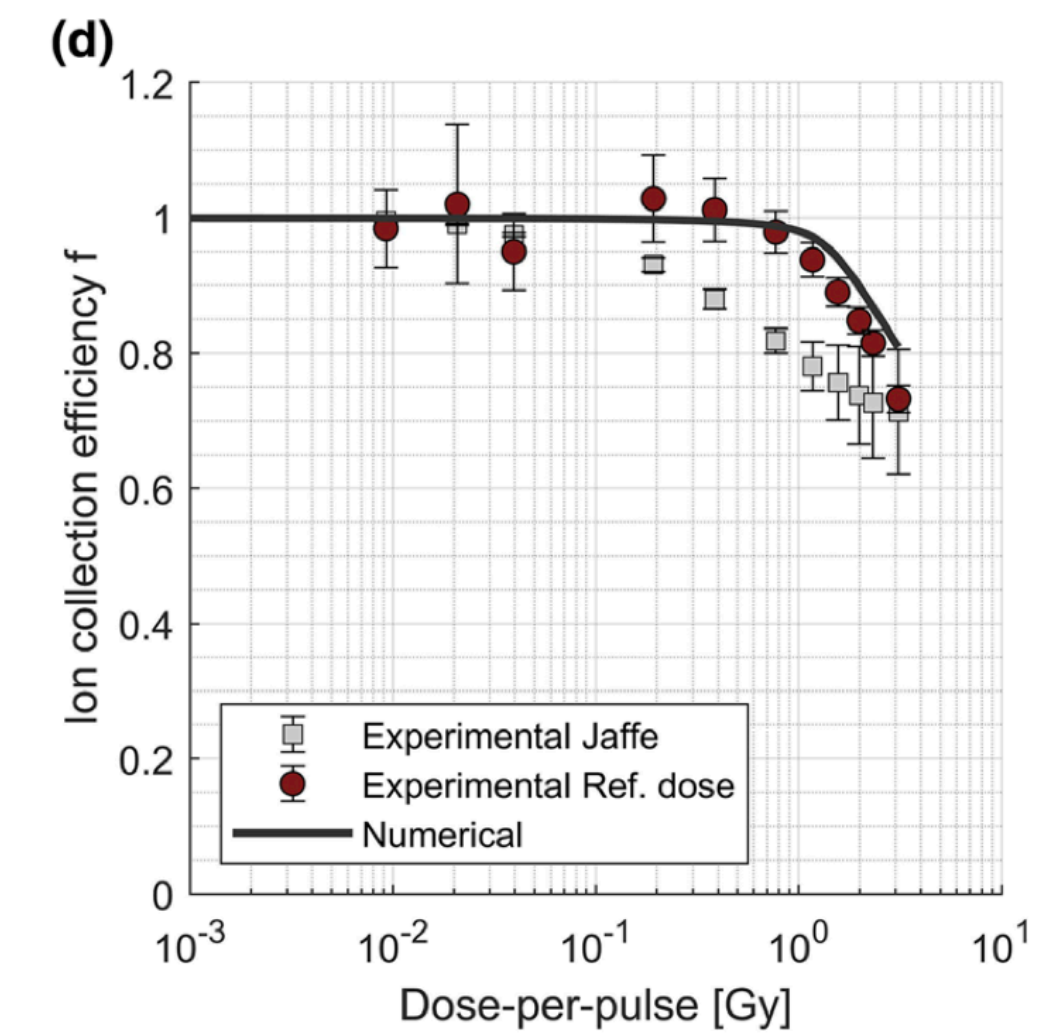 (d)
1.2
1
0.8
0.6
0.4
0.2
0
Ion collection efficiency f
Experimental Jaffe
Experimental Ref. dose
Numerical
10^-3 10^-2 10^-1 10^0 10^1
Dose-per-pulse [Gy]